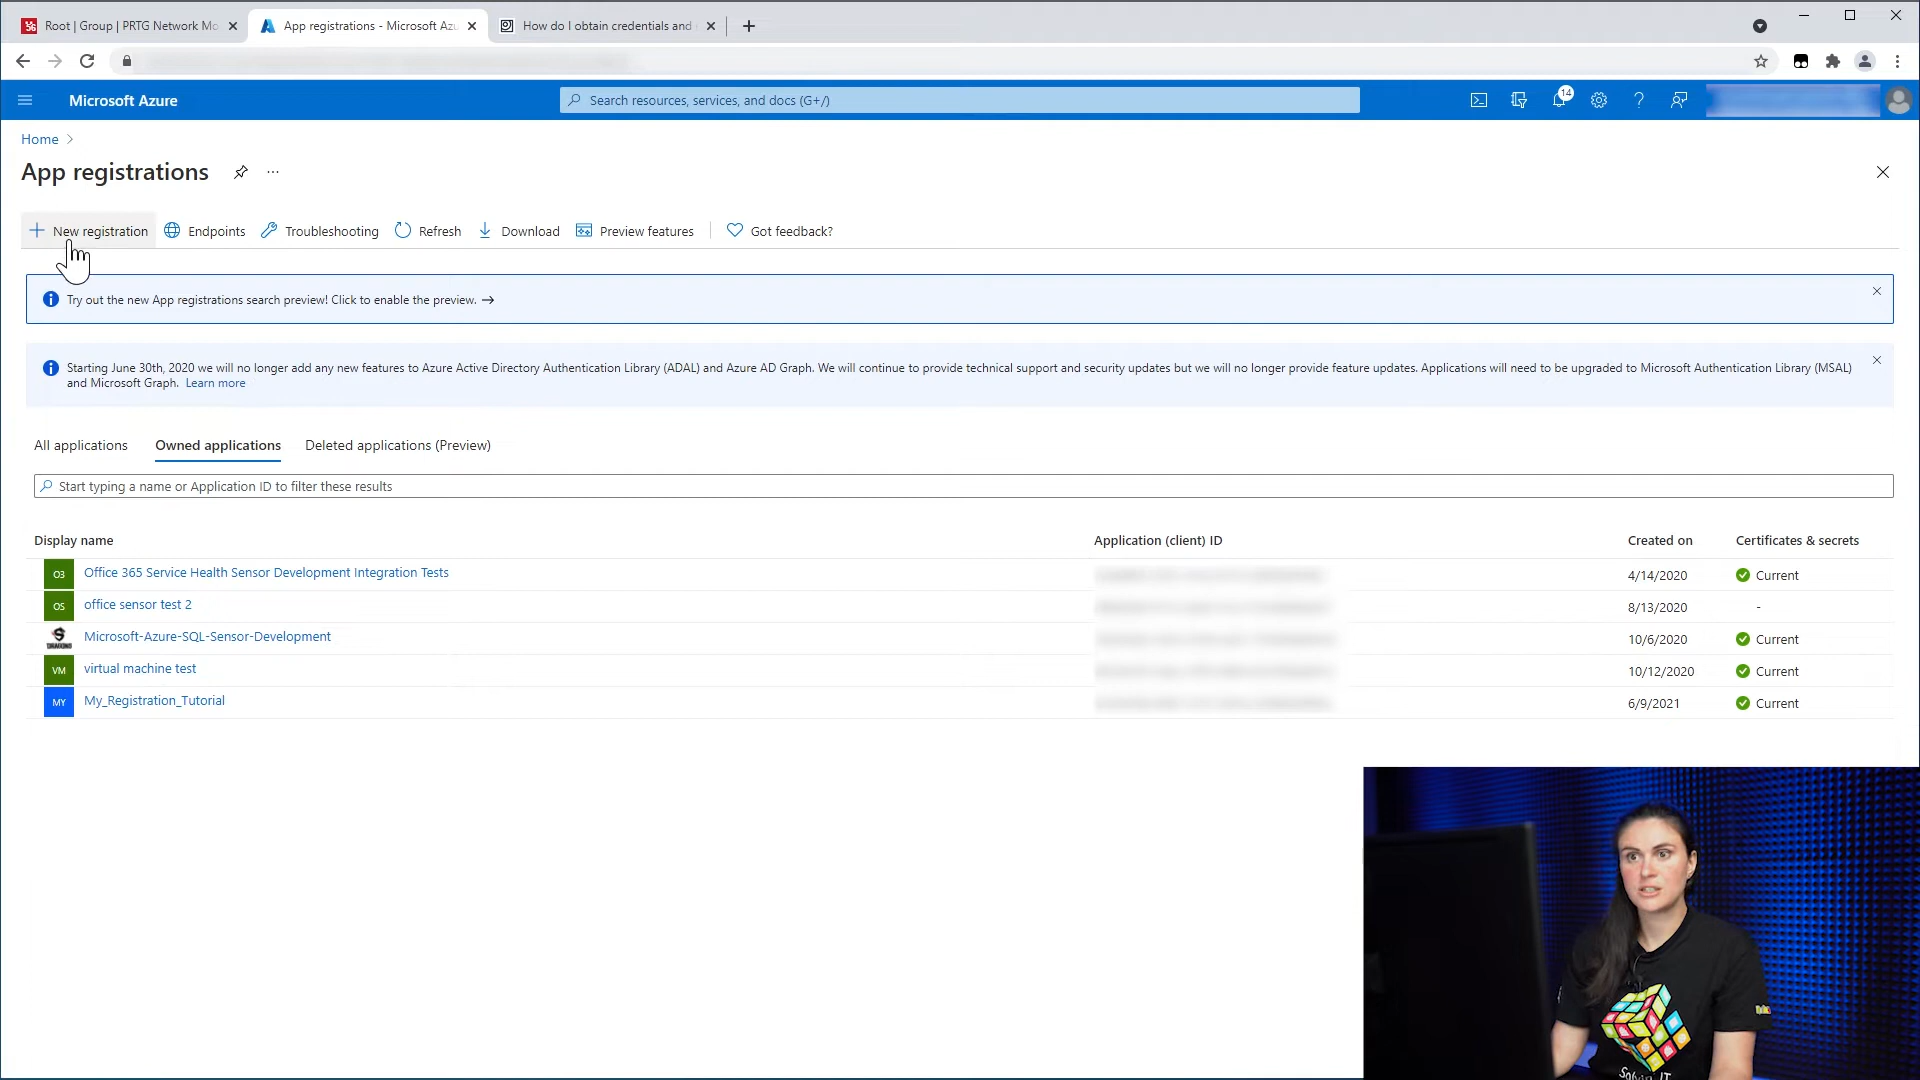 Root | Group | PRTG Network Mo
App registrations - Microsoft Azu
How do I obtain credentials and
Microsoft Azure
Search resources, services, and docs (G+/)
14
Home
App registrations
New registration
Endpoints
Troubleshooting
Refresh
Download
Preview features
Got feedback?
Try out the new App registrations search preview! Click to enable the preview. →
Starting June 30th, 2020 we will no longer add any new features to Azure Active Directory Authentication Library (ADAL) and Azure AD Graph. We will continue to provide technical support and security updates but we will no longer provide feature updates. Applications will need to be upgraded to Microsoft Authentication Library (MSAL)
and Microsoft Graph. Learn more
All applications
Owned applications
Deleted applications (Preview)
Start typing a name or Application ID to filter these results
Display name
Application (client) ID
Created on
Certificates & secrets
O3 Office 365 Service Health Sensor Development Integration Tests 4/14/2020 Current
OS office sensor test 2 8/13/2020 -
Microsoft-Azure-SQL-Sensor-Development 10/6/2020 Current
VM virtual machine test 10/12/2020 Current
MY My_Registration_Tutorial 6/9/2021 Current